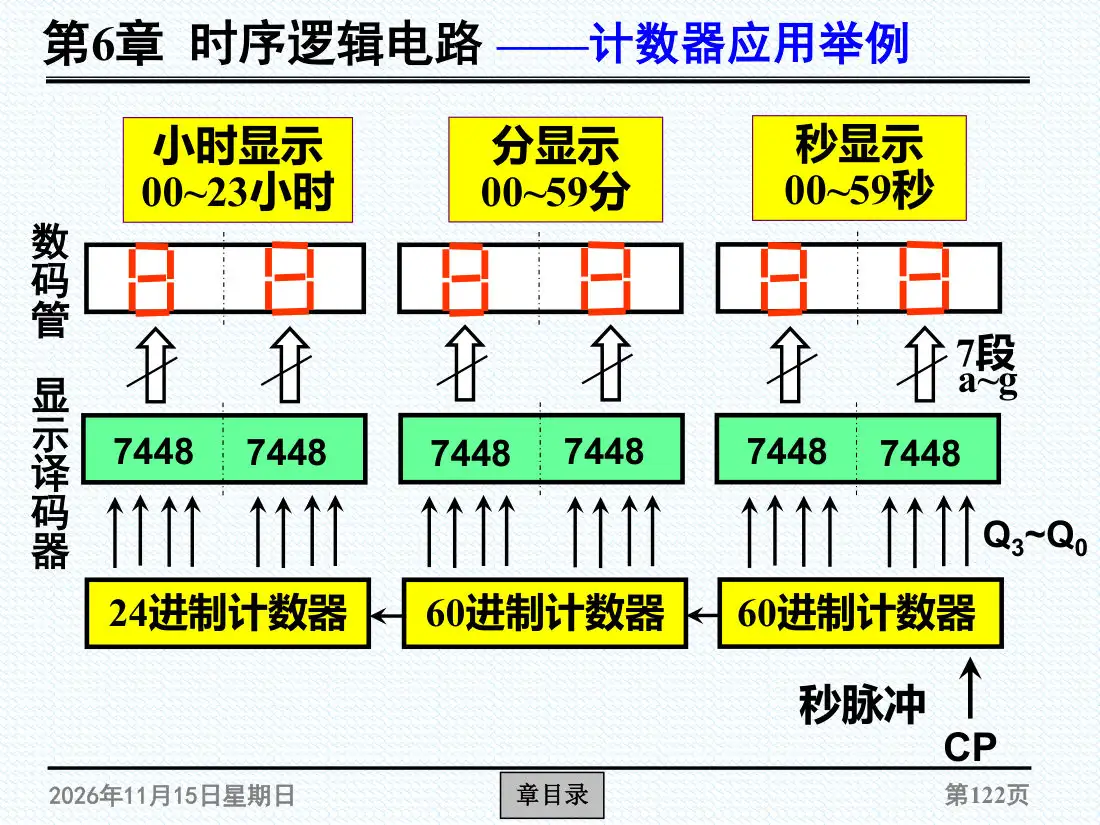 第6章 时序逻辑电路 ——计数器应用举例
小时显示
00~23小时
分显示
00~59分
秒显示
00~59秒
数码管
7段
a~g
显示译码器
7448 7448 7448 7448 7448 7448
Q3~Q0
24进制计数器 60进制计数器 60进制计数器
秒脉冲
CP
2026年11月15日星期日 章目录 第122页